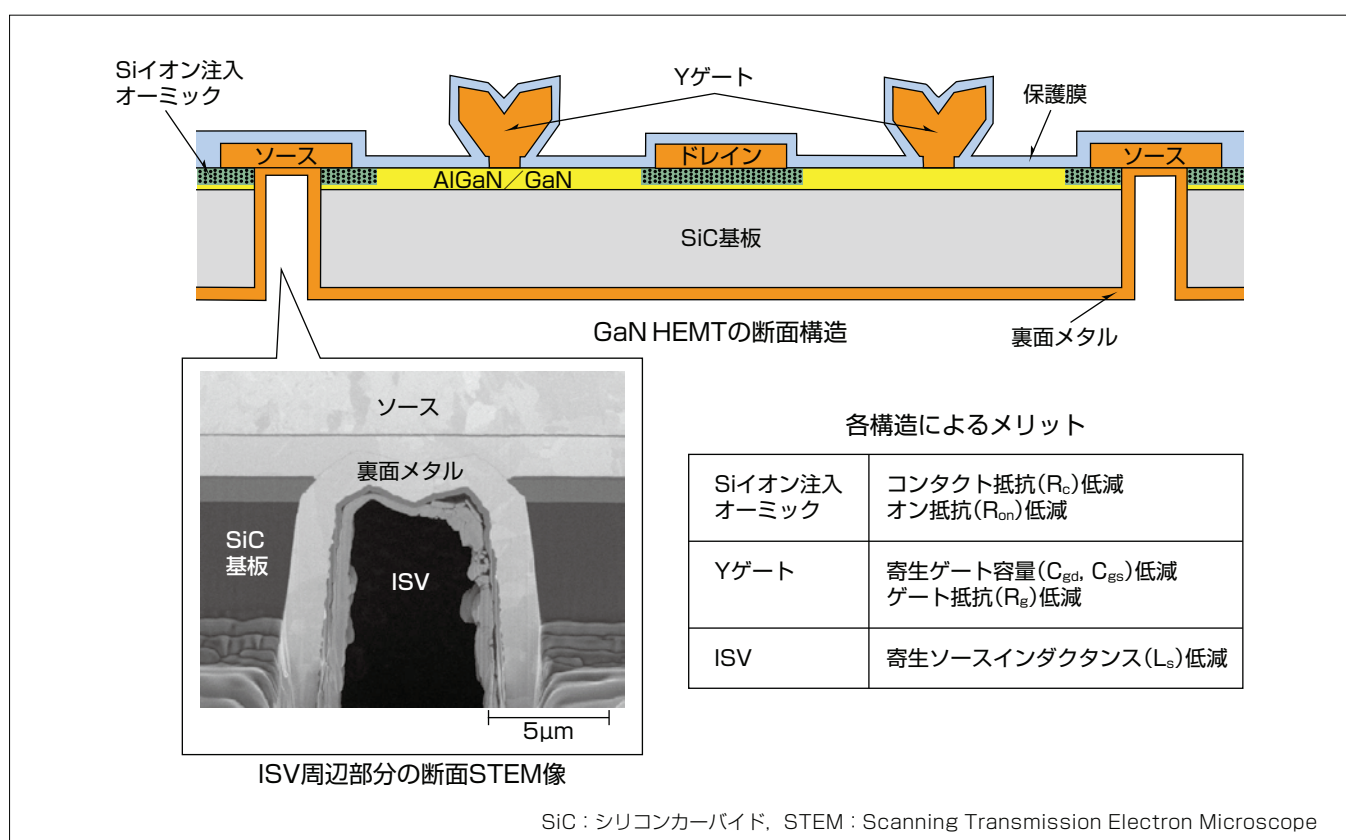 Siイオン注入
オーミック
Yゲート
保護膜
ソース
ドレイン
ソース
AlGaN／GaN
SiC基板
GaN HEMTの断面構造
裏面メタル
ソース
裏面メタル
SiC
基板
ISV
5μm
ISV周辺部分の断面STEM像
各構造によるメリット
Siイオン注入
オーミック
コンタクト抵抗(Rc)低減
オン抵抗(Ron)低減
Yゲート
寄生ゲート容量(Cgd, Cgs)低減
ゲート抵抗(Rg)低減
ISV
寄生ソースインダクタンス(Ls)低減
SiC：シリコンカーバイド, STEM：Scanning Transmission Electron Microscope